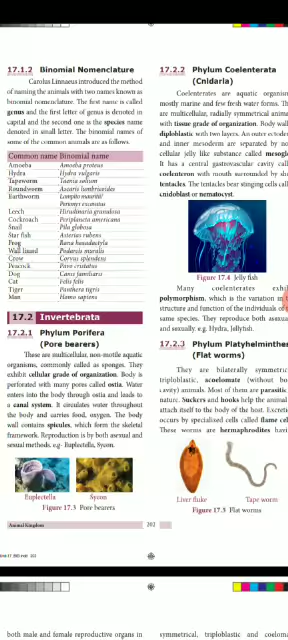 17.1.2 Binomial Nomenclature
Carolus Linnaeus introduced the method
of naming the animals with two names known as
binomial nomenclature. The first name is called
genus and the first letter of genus is denoted in
capital and the second one is the species name
denoted in small letter. The binomial names of
some of the common animals are as follows.
Common name Binomial name
Amoeba Amoeba proteus
Hydra Hydra vulgaris
Tapeworm Taenia solium
Roundworm Ascaris lumbricoides
Earthworm Lampito mauritii/
Perionyx excavatus
Leech Hirudinaria granulosa
Cockroach Periplaneta americana
Snail Pila globosa
Star fish Asterias rubens
Frog Rana hexadactyla
Wall lizard Podarcis muralis
Crow Corvus splendens
Peacock Pavo cristatus
Dog Canis familiaris
Cat Felis felis
Tiger Panthera tigris
Man Homo sapiens
17.2 Invertebrata
17.2.1 Phylum Porifera
(Pore bearers)
These are multicellular, non-motile aquatic
organisms, commonly called as sponges. They
exhibit cellular grade of organization. Body is
perforated with many pores called ostia. Water
enters into the body through ostia and leads to
a canal system. It circulates water throughout
the body and carries food, oxygen. The body
wall contains spicules, which form the skeletal
framework. Reproduction is by both asexual and
sexual methods. e.g- Euplectella, Sycon.
Euplectella Sycon
Figure 17.3 Pore bearers
Animal Kingdom
17.2.2 Phylum Coelenterata
(Cnidaria)
Coelenterates are aquatic organism
mostly marine and few fresh water forms. Th
are multicellular, radially symmetrical anima
with tissue grade of organization. Body wall
diploblastic with two layers. An outer ectoder
and inner mesoderm are separated by no
cellular jelly like substance called mesogle
It has a central gastrovascular cavity call
coelenteron with mouth surrounded by sho
tentacles. The tentacles bear stinging cells call
cnidoblast or nematocyst.
Figure 17.4 Jelly fish
Many coelenterates exhi
polymorphism, which is the variation in t
structure and function of the individuals of
same species. They reproduce both asexua
and sexually e.g. Hydra, Jellyfish.
17.2.3 Phylum Platyhelminthes
(Flat worms)
They are bilaterally symmetric
triploblastic, acoelomate (without bo
cavity) animals. Most of them are parasitic
nature. Suckers and hooks help the animal
attach itself to the body of the host. Excretio
occurs by specialized cells called flame cel
These worms are hermaphrodites havi
Liver fluke Tape worm
Figure 17.5 Flat worms
202
both male and female reproductive organs in
symmetrical, triploblastic and coelom